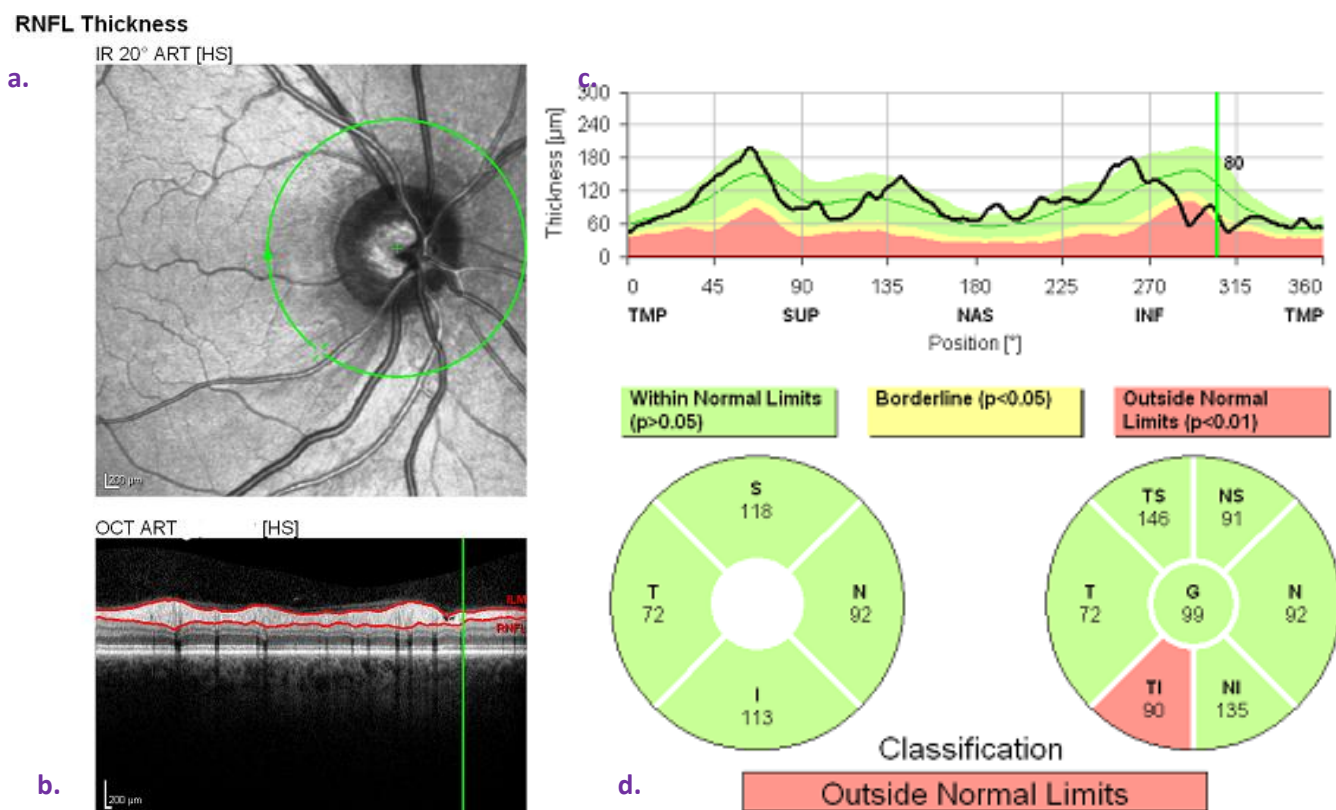 RNFL Thickness
IR 20° ART [HS]
a.
200 µm
OCT ART [HS]
ILM
RNFL
200 µm
b.
c.
Thickness [µm]
300
240
180
120
60
0
80
0 45 90 135 180 225 270 315 360
TMP SUP NAS INF TMP
Position [°]
Within Normal Limits (p>0.05)
Borderline (p<0.05)
Outside Normal Limits (p<0.01)
S
118
T
72
N
92
I
113
TS
146
NS
91
T
72
G
99
N
92
TI
90
NI
135
Classification
d.
Outside Normal Limits